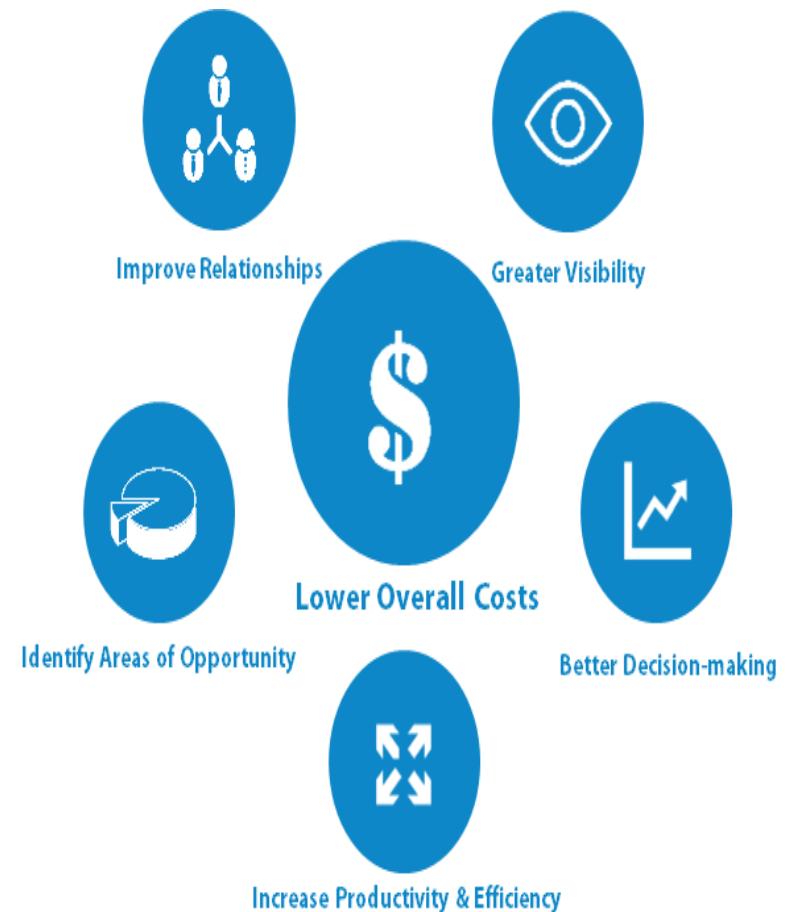 Improve Relationships
Greater Visibility
Lower Overall Costs
Identify Areas of Opportunity
Better Decision-making
Increase Productivity & Efficiency